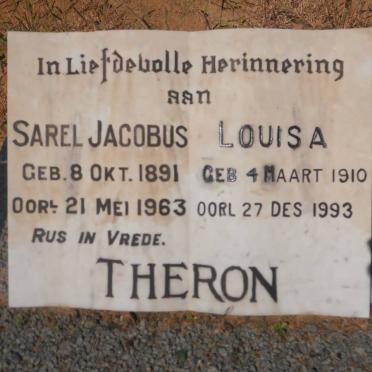 In Liefdevolle Herinnering
aan
SAREL JACOBUS LOUISA
GEB. 8 OKT. 1891 GEB 4 MAART 1910
OORL 21 MEI 1963 OORL 27 DES 1993
RUS IN VREDE.
THERON